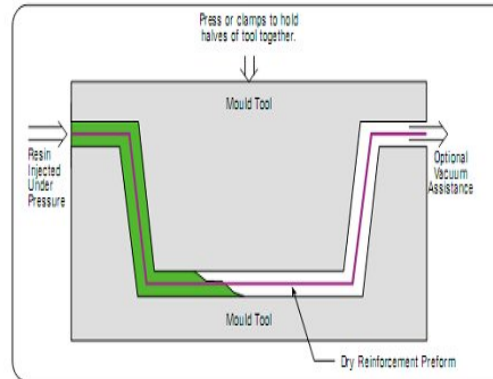 Press or clamps to hold
halves of tool together.
Mould Tool
Resin
Injected
Under
Pressure
Optional
Vacuum
Assistance
Mould Tool
Dry Reinforcement Preform